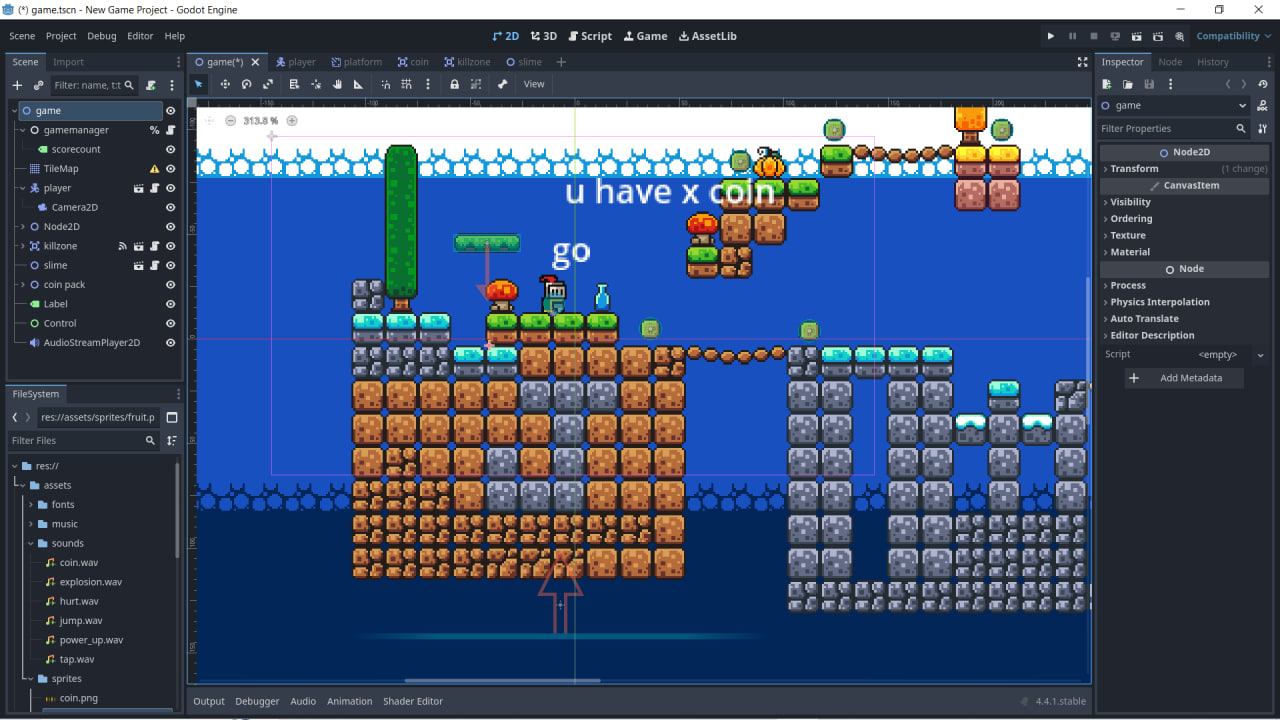 (*) game.tscn - New Game Project - Godot Engine
Scene Project Debug Editor Help
2D 3D Script Game AssetLib
Compatibility
Scene Import
game(*) player platform coin killzone slime
Inspector Node History
Filter: name, t:t
View
game
gamemanager
scorecount
TileMap
player
Camera2D
Node2D
killzone
slime
coin pack
Label
Control
AudioStreamPlayer2D
313.8 %
u have x coin
go
FileSystem
res://assets/sprites/fruit.p
Filter Files
res://
assets
fonts
music
sounds
coin.wav
explosion.wav
hurt.wav
jump.wav
power_up.wav
tap.wav
sprites
coin.png
Output Debugger Audio Animation Shader Editor
4.4.1.stable
game
Filter Properties
Node2D
Transform (1 change)
CanvasItem
Visibility
Ordering
Texture
Material
Node
Process
Physics Interpolation
Auto Translate
Editor Description
Script <empty>
Add Metadata